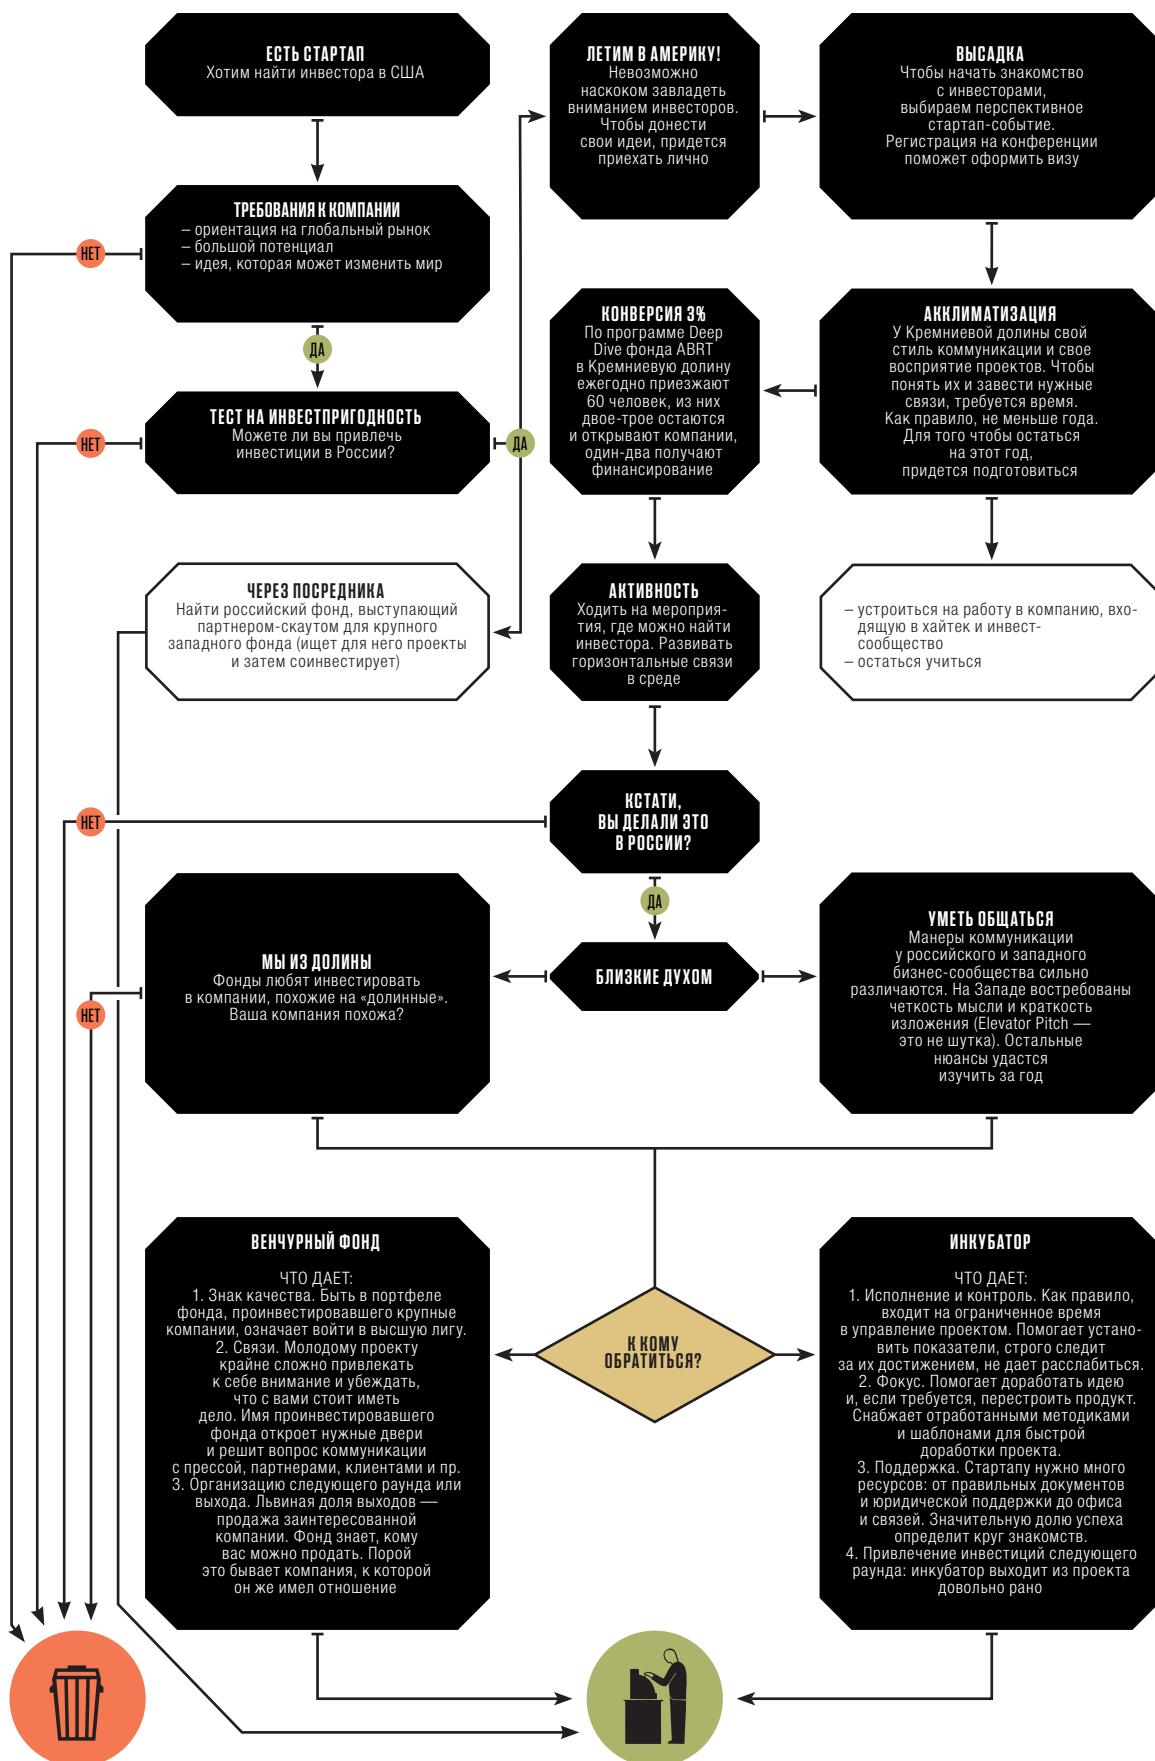 ЕСТЬ СТАРТАП
Хотим найти инвестора в США
ТРЕБОВАНИЯ К КОМПАНИИ
– ориентация на глобальный рынок
– большой потенциал
– идея, которая может изменить мир
НЕТ
ДА
ТЕСТ НА ИНВЕСТПРИГОДНОСТЬ
Можете ли вы привлечь
инвестиции в России?
НЕТ
ДА
ЧЕРЕЗ ПОСРЕДНИКА
Найти российский фонд, выступающий
партнером-скаутом для крупного
западного фонда (ищет для него проекты
и затем соинвестирует)
ЛЕТИМ В АМЕРИКУ!
Невозможно
наскоком завладеть
вниманием инвесторов.
Чтобы донести
свои идеи, придется
приехать лично
ВЫСАДКА
Чтобы начать знакомство
с инвесторами,
выбираем перспективное
стартап-событие.
Регистрация на конференции
поможет оформить визу
АККЛИМАТИЗАЦИЯ
У Кремниевой долины свой
стиль коммуникации и свое
восприятие проектов. Чтобы
понять их и завести нужные
связи, требуется время.
Как правило, не меньше года.
Для того чтобы остаться
на этот год,
придется подготовиться
– устроиться на работу в компанию, вхо-
дящую в хайтек и инвест-
сообщество
– остаться учиться
КОНВЕРСИЯ 3%
По программе Deep
Dive фонда ABRT
в Кремниевую долину
ежегодно приезжают
60 человек, из них
двое-трое остаются
и открывают компании,
один-два получают
финансирование
АКТИВНОСТЬ
Ходить на мероприя-
тия, где можно найти
инвестора. Развивать
горизонтальные связи
в среде
КСТАТИ,
ВЫ ДЕЛАЛИ ЭТО
В РОССИИ?
НЕТ
ДА
БЛИЗКИЕ ДУХОМ
МЫ ИЗ ДОЛИНЫ
Фонды любят инвестировать
в компании, похожие на «долинные».
Ваша компания похожа?
НЕТ
УМЕТЬ ОБЩАТЬСЯ
Манеры коммуникации
у российского и западного
бизнес-сообщества сильно
различаются. На Западе востребованы
четкость мысли и краткость
изложения (Elevator Pitch —
это не шутка). Остальные
нюансы удастся
изучить за год
К КОМУ
ОБРАТИТЬСЯ?
ВЕНЧУРНЫЙ ФОНД
ЧТО ДАЕТ:
1. Знак качества. Быть в портфеле
фонда, проинвестировавшего крупные
компании, означает войти в высшую лигу.
2. Связи. Молодому проекту
крайне сложно привлекать
к себе внимание и убеждать,
что с вами стоит иметь
дело. Имя проинвестировавшего
фонда откроет нужные двери
и решит вопрос коммуникации
с прессой, партнерами, клиентами и пр.
3. Организацию следующего раунда или
выхода. Львиная доля выходов —
продажа заинтересованной
компании. Фонд знает, кому
вас можно продать. Порой
это бывает компания, к которой
он же имел отношение
ИНКУБАТОР
ЧТО ДАЕТ:
1. Исполнение и контроль. Как правило,
входит на ограниченное время
в управление проектом. Помогает устано-
вить показатели, строго следит
за их достижением, не дает расслабиться.
2. Фокус. Помогает доработать идею
и, если требуется, перестроить продукт.
Снабжает отработанными методиками
и шаблонами для быстрой
доработки проекта.
3. Поддержка. Стартапу нужно много
ресурсов: от правильных документов
и юридической поддержки до офиса
и связей. Значительную долю успеха
определит круг знакомств.
4. Привлечение инвестиций следующего
раунда: инкубатор выходит из проекта
довольно рано